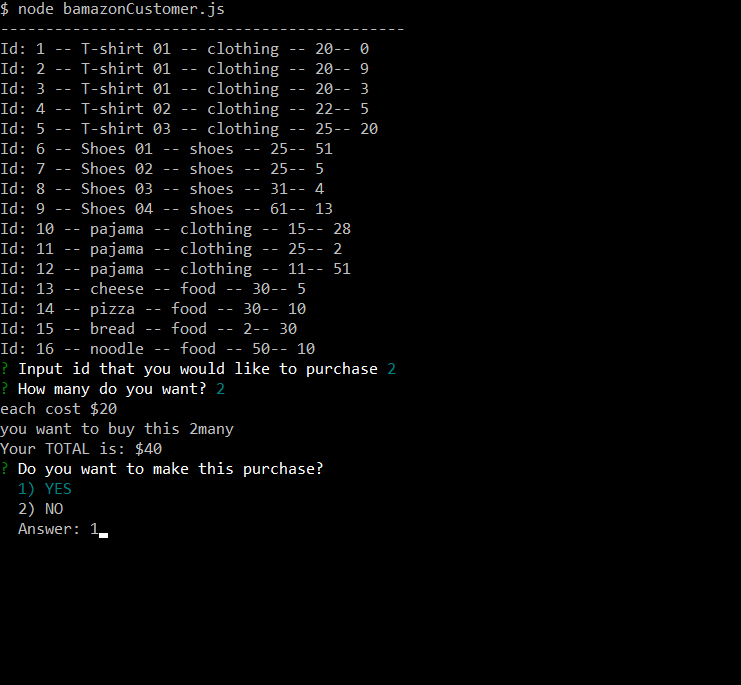 $ node bamazonCustomer.js
---------------------------------------------
Id: 1 -- T-shirt 01 -- clothing -- 20-- 0
Id: 2 -- T-shirt 01 -- clothing -- 20-- 9
Id: 3 -- T-shirt 01 -- clothing -- 20-- 3
Id: 4 -- T-shirt 02 -- clothing -- 22-- 5
Id: 5 -- T-shirt 03 -- clothing -- 25-- 20
Id: 6 -- Shoes 01 -- shoes -- 25-- 51
Id: 7 -- Shoes 02 -- shoes -- 25-- 5
Id: 8 -- Shoes 03 -- shoes -- 31-- 4
Id: 9 -- Shoes 04 -- shoes -- 61-- 13
Id: 10 -- pajama -- clothing -- 15-- 28
Id: 11 -- pajama -- clothing -- 25-- 2
Id: 12 -- pajama -- clothing -- 11-- 51
Id: 13 -- cheese -- food -- 30-- 5
Id: 14 -- pizza -- food -- 30-- 10
Id: 15 -- bread -- food -- 2-- 30
Id: 16 -- noodle -- food -- 50-- 10
? Input id that you would like to purchase 2
? How many do you want? 2
each cost $20
you want to buy this 2many
Your TOTAL is: $40
? Do you want to make this purchase?
1) YES
2) NO
Answer: 1